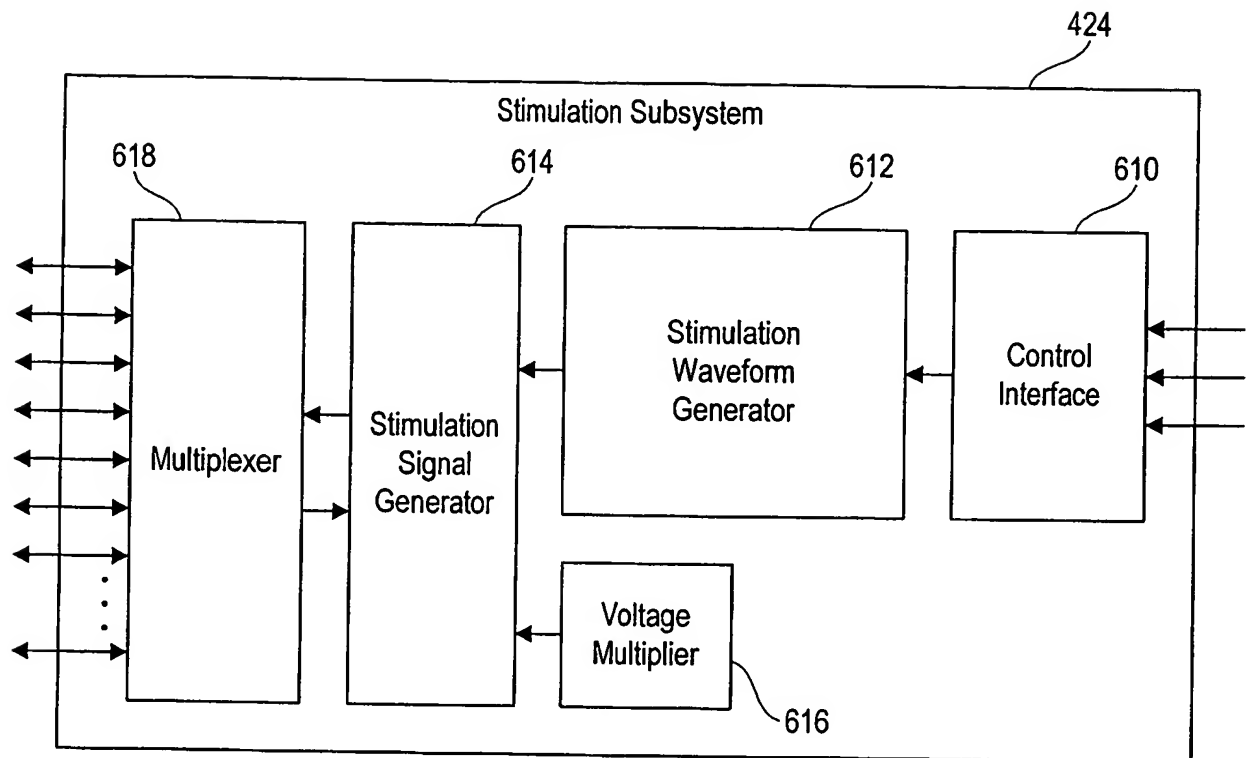 424
Stimulation Subsystem
618
614
612
610
Multiplexer
Stimulation
Signal
Generator
Stimulation
Waveform
Generator
Control
Interface
Voltage
Multiplier
616